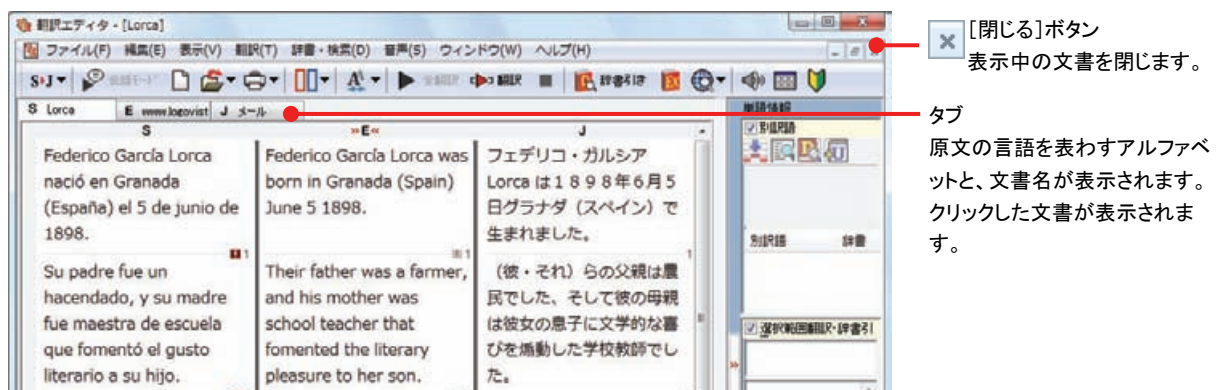 翻訳エディタ - [Lorca]
ファイル(F) 編集(E) 表示(V) 翻訳(T) 辞書・検索(D) 音声(S) ウィンドウ(W) ヘルプ(H)
S▸J 全翻訳 翻訳 辞書引き
S Lorca E www.logovist J メール
S »E« J
Federico García Lorca
nació en Granada
(España) el 5 de junio de
1898.
Federico García Lorca was
born in Granada (Spain)
June 5 1898.
フェデリコ・ガルシア
Lorca は１８９８年６月５
日グラナダ（スペイン）で
生まれました。
1
1
1
Su padre fue un
hacendado, y su madre
fue maestra de escuela
que fomentó el gusto
literario a su hijo.
Their father was a farmer,
and his mother was
school teacher that
fomented the literary
pleasure to her son.
（彼・それ）らの父親は農
民でした、そして彼の母親
は彼女の息子に文学的な喜
びを煽動した学校教師でし
た。
単語情報
別訳語
別訳語 辞書
選択範囲翻訳・辞書引
[閉じる]ボタン
表示中の文書を閉じます。
タブ
原文の言語を表わすアルファベ
ットと、文書名が表示されます。
クリックした文書が表示されま
す。